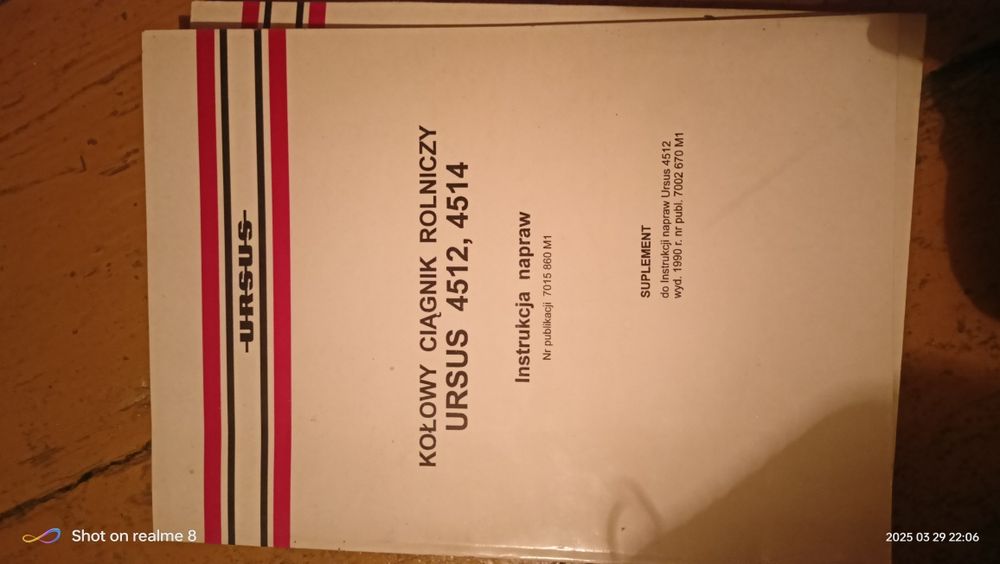 URSUS
KOŁOWY CIĄGNIK ROLNICZY
URSUS 4512, 4514
Instrukcja napraw
Nr publikacji 7015 860 M1
SUPLEMENT
do Instrukcji napraw Ursus 4512
wyd. 1990 r. nr publ. 7002 670 M1
Shot on realme 8
2025 03 29 22:06